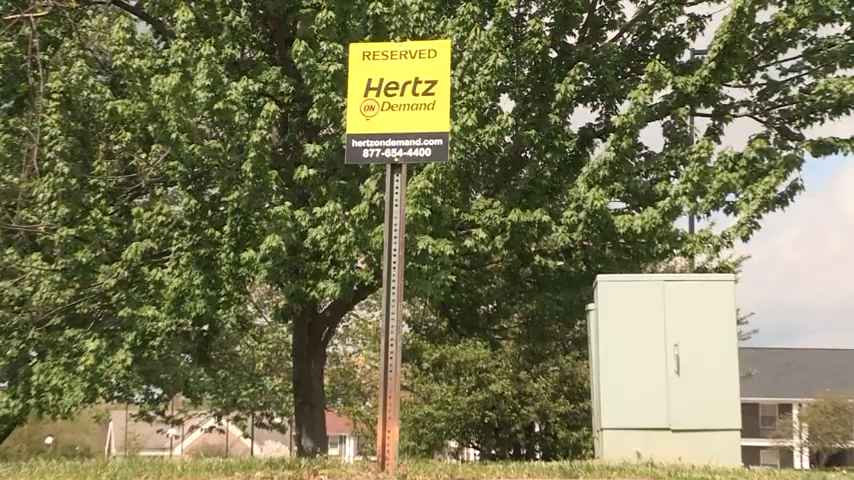 RESERVED
Hertz
ON Demand
hertzondemand.com
877-654-4400